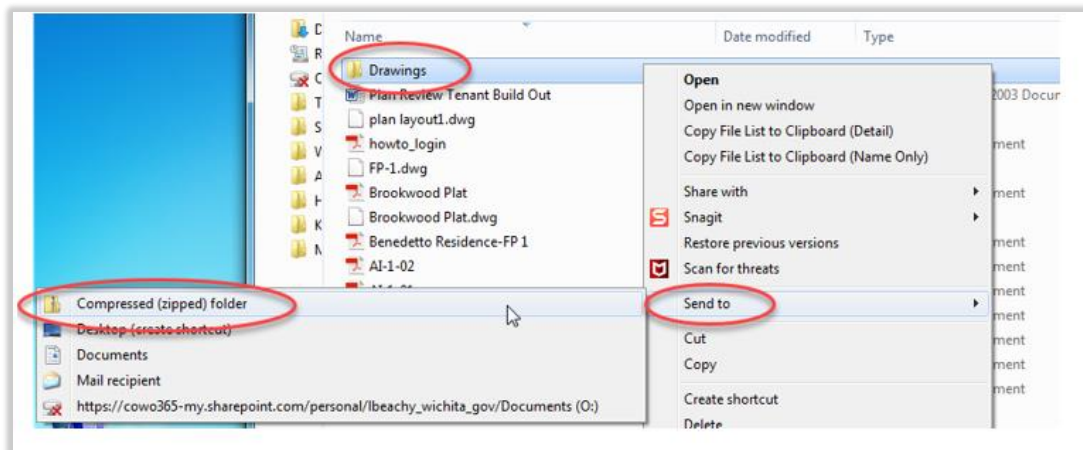 Name Date modified Type
Drawings
Plan Review Tenant Build Out
2003 Docur
plan layout1.dwg
howto_login
ment
FP-1.dwg
Brookwood Plat
ment
Brookwood Plat.dwg
Benedetto Residence-FP 1
ment
AI-1-02
ment
ment
ment
ment
ment
ment
D
R
C
T
S
V
A
F
K
N
Open
Open in new window
Copy File List to Clipboard (Detail)
Copy File List to Clipboard (Name Only)
Share with
Snagit
Restore previous versions
Scan for threats
Send to
Cut
Copy
Create shortcut
Delete
Compressed (zipped) folder
Desktop (create shortcut)
Documents
Mail recipient
https://cowo365-my.sharepoint.com/personal/lbeachy_wichita_gov/Documents (O:)